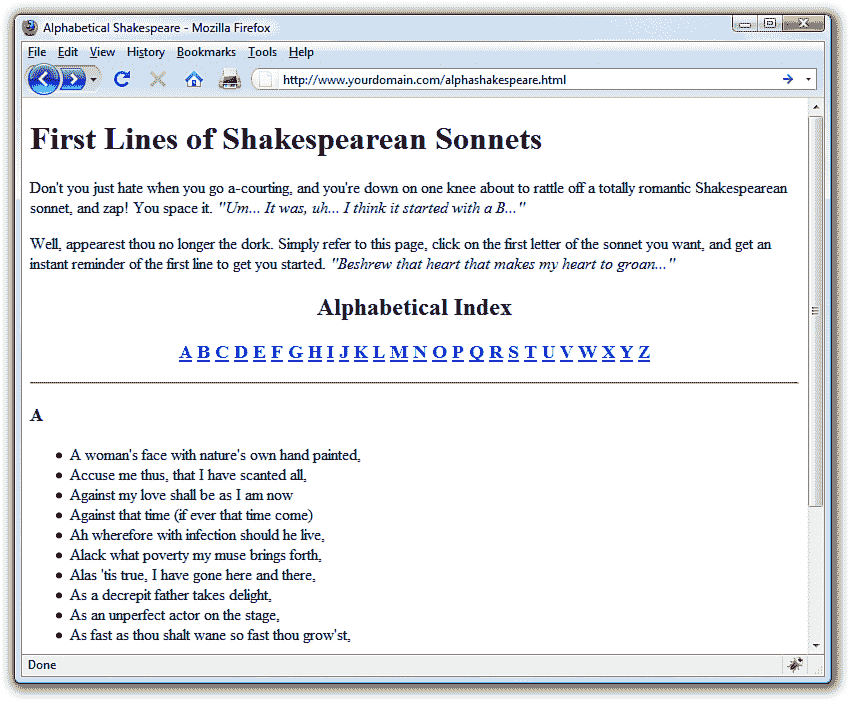 Alphabetical Shakespeare - Mozilla Firefox
File Edit View History Bookmarks Tools Help
http://www.yourdomain.com/alphashakespeare.html
First Lines of Shakespearean Sonnets
Don't you just hate when you go a-courting, and you're down on one knee about to rattle off a totally romantic Shakespearean
sonnet, and zap! You space it. "Um... It was, uh... I think it started with a B..."
Well, appearest thou no longer the dork. Simply refer to this page, click on the first letter of the sonnet you want, and get an
instant reminder of the first line to get you started. "Beshrew that heart that makes my heart to groan..."
Alphabetical Index
A B C D E F G H I J K L M N O P Q R S T U V W X Y Z
A
• A woman's face with nature's own hand painted,
• Accuse me thus, that I have scanted all,
• Against my love shall be as I am now
• Against that time (if ever that time come)
• Ah wherefore with infection should he live,
• Alack what poverty my muse brings forth,
• Alas 'tis true, I have gone here and there,
• As a decrepit father takes delight,
• As an unperfect actor on the stage,
• As fast as thou shalt wane so fast thou grow'st,
Done